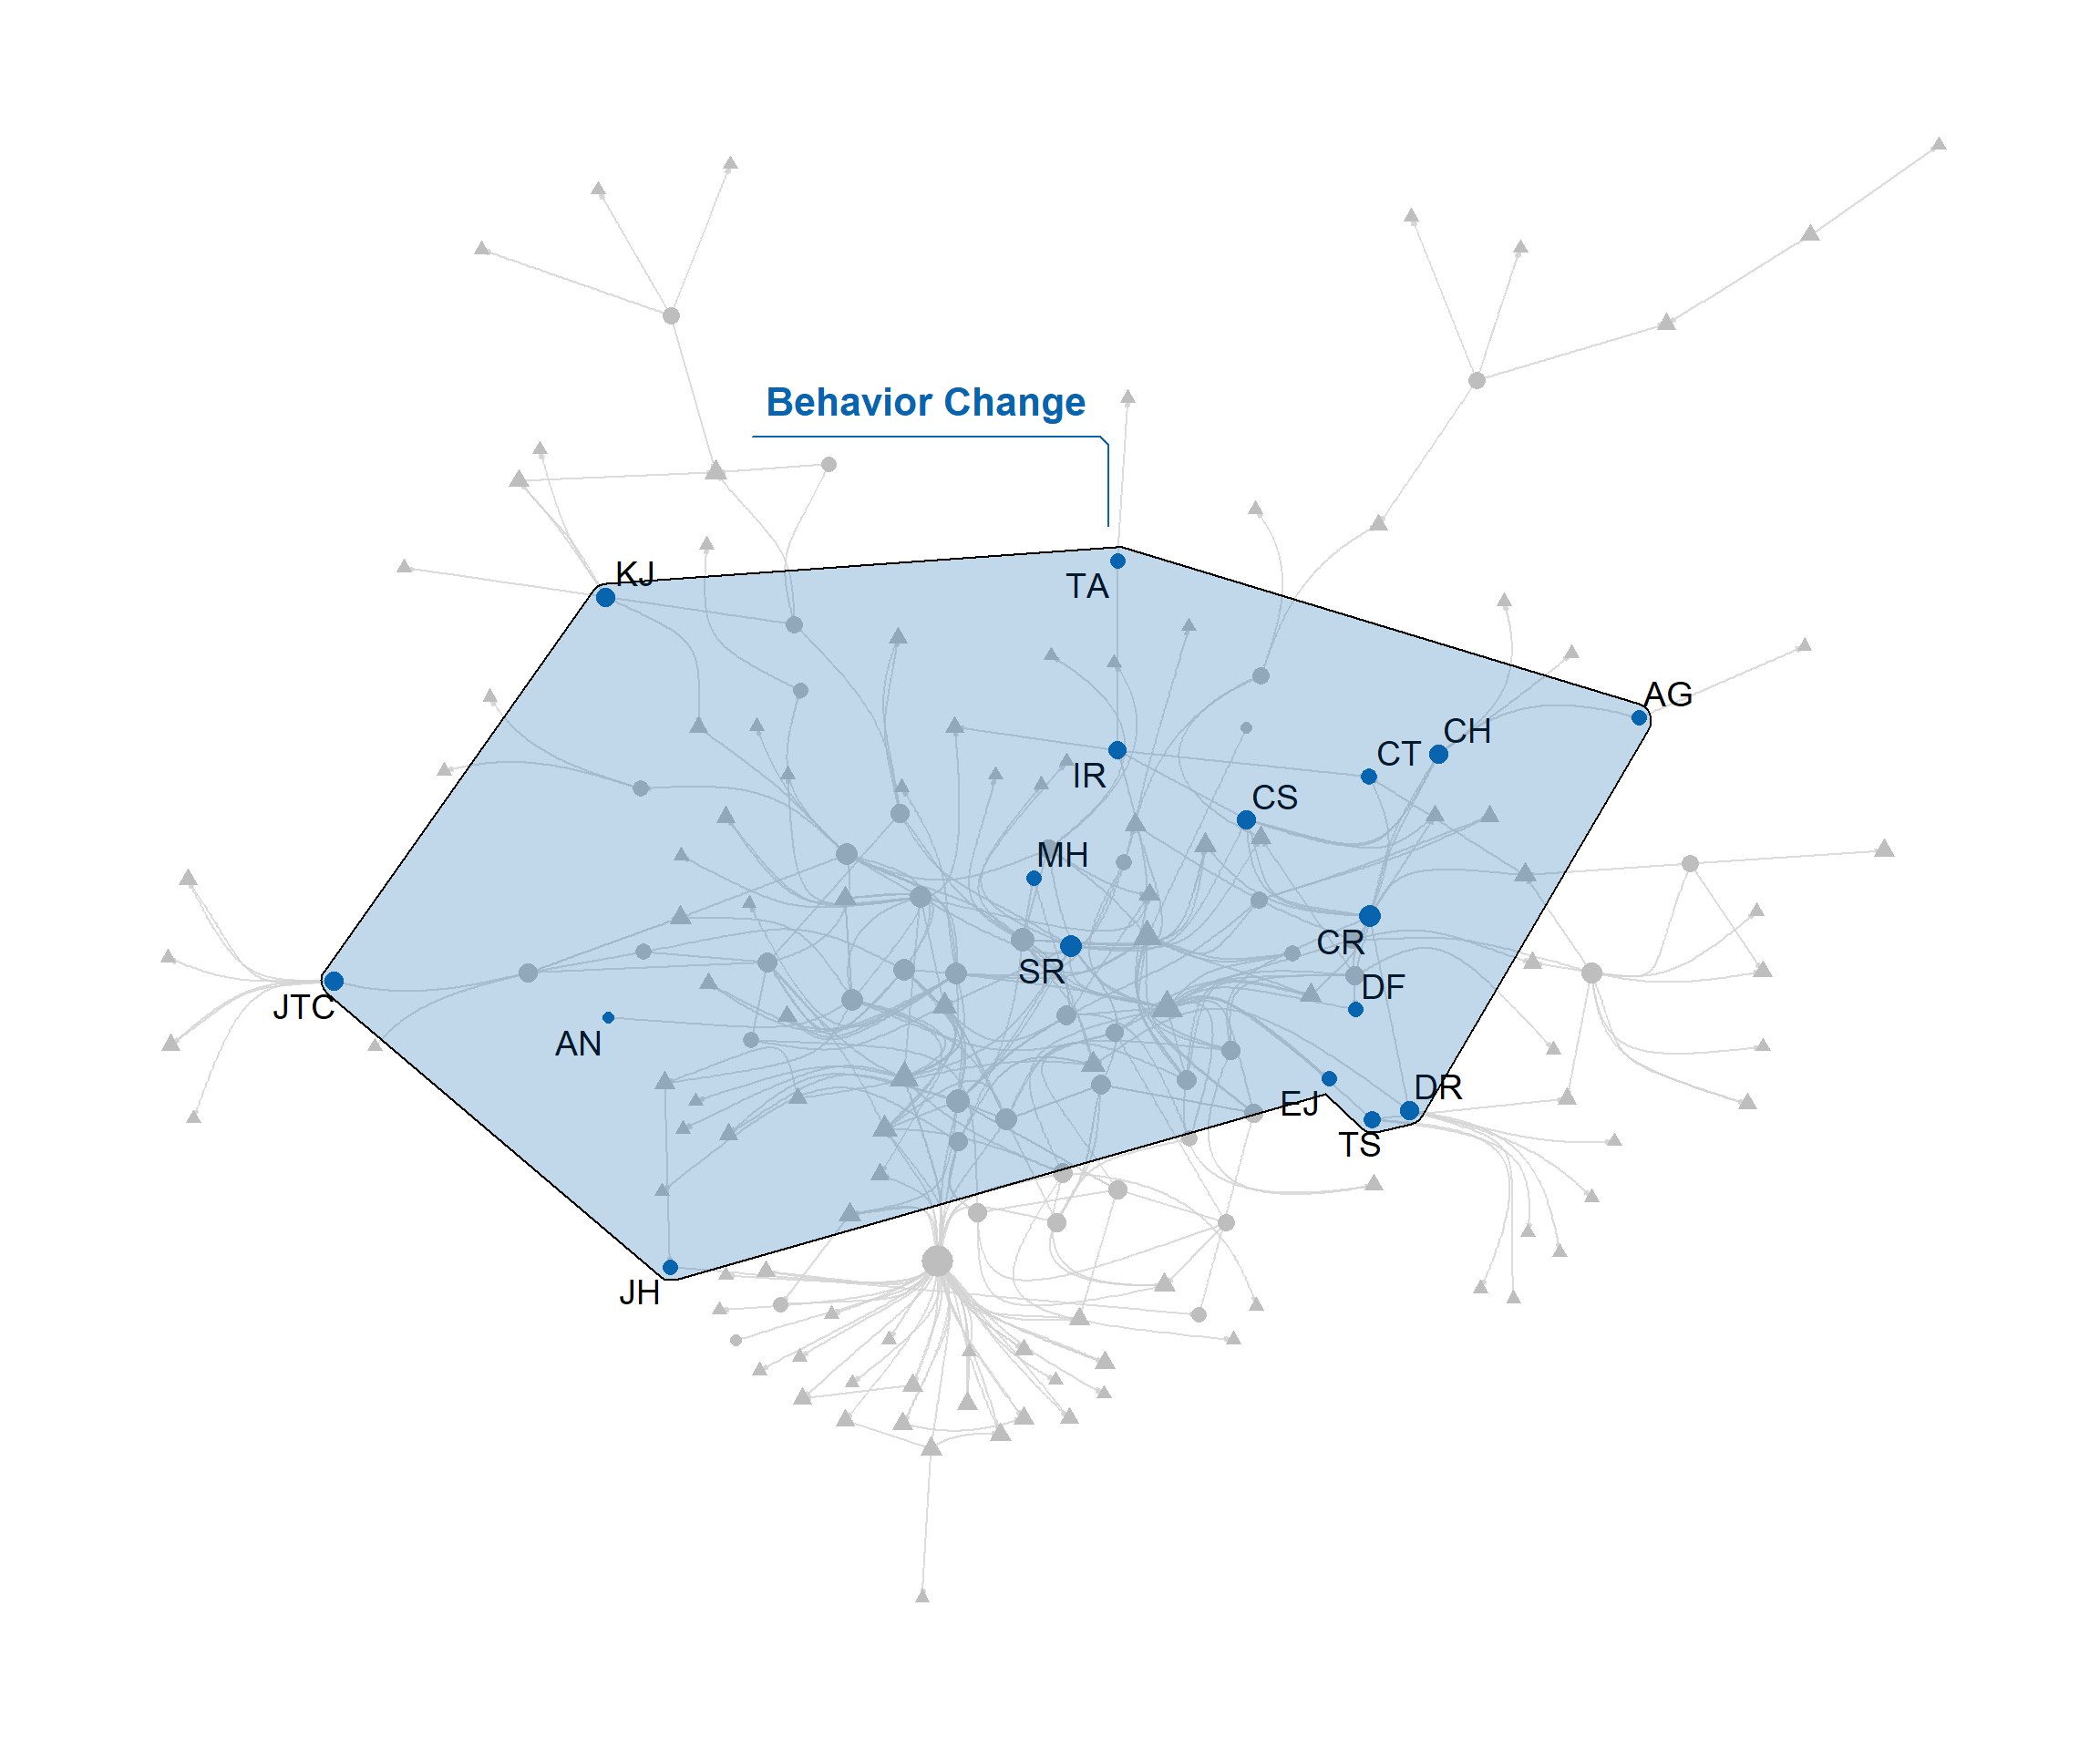 Behavior Change
KJ
TA
AG
CH
CT
IR
CS
MH
CR
SR
DF
JTC
AN
DR
EJ
TS
JH